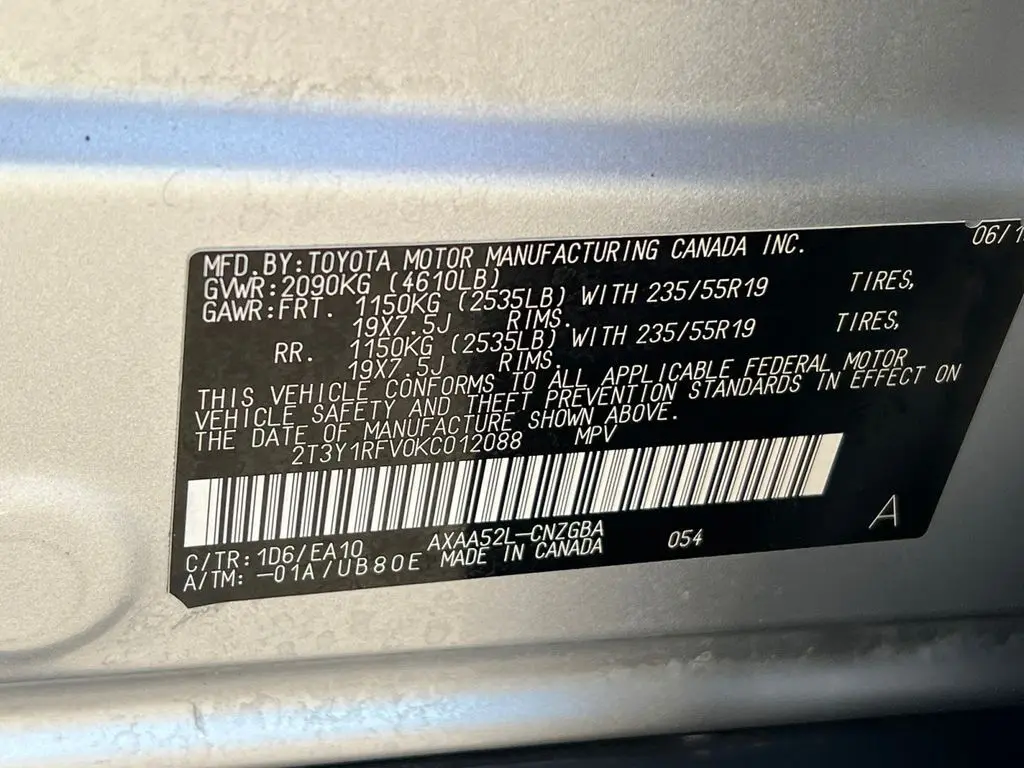 MFD.BY:TOYOTA MOTOR MANUFACTURING CANADA INC. 06/1
GVWR:2090KG (4610LB)
GAWR:FRT. 1150KG (2535LB) WITH 235/55R19 TIRES,
19X7.5J RIMS.
RR. 1150KG (2535LB) WITH 235/55R19 TIRES,
19X7.5J RIMS.
THIS VEHICLE CONFORMS TO ALL APPLICABLE FEDERAL MOTOR
VEHICLE SAFETY AND THEFT PREVENTION STANDARDS IN EFFECT ON
THE DATE OF MANUFACTURE SHOWN ABOVE.
2T3Y1RFV0KC012088 MPV
C/TR:1D6/EA10 AXAA52L-CNZGBA 054 A
A/TM:-01A/UB80E MADE IN CANADA